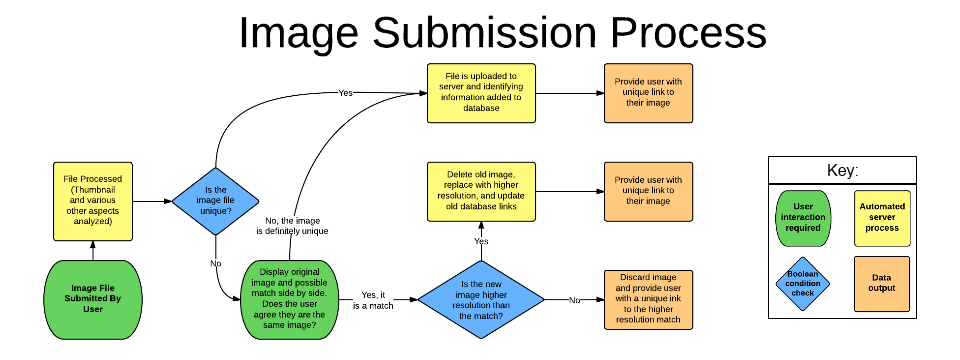 Image Submission Process
File is uploaded to
server and identifying
information added to
database
Provide user with
unique link to
their image
Yes
File Processed
(Thumbnail
and various
other aspects
analyzed)
Is the
image file
unique?
Delete old image,
replace with higher
resolution, and update
old database links
Provide user with
unique link to
their image
No, the image
is definitely unique
No
Yes
Image File
Submitted By
User
Display original
image and possible
match side by side.
Does the user
agree they are the
same image?
Yes, it
is a match
Is the new
image higher
resolution than
the match?
No
Discard image
and provide user
with a unique ink
to the higher
resolution match
Key:
User
interaction
required
Automated
server
process
Boolean
condition
check
Data
output